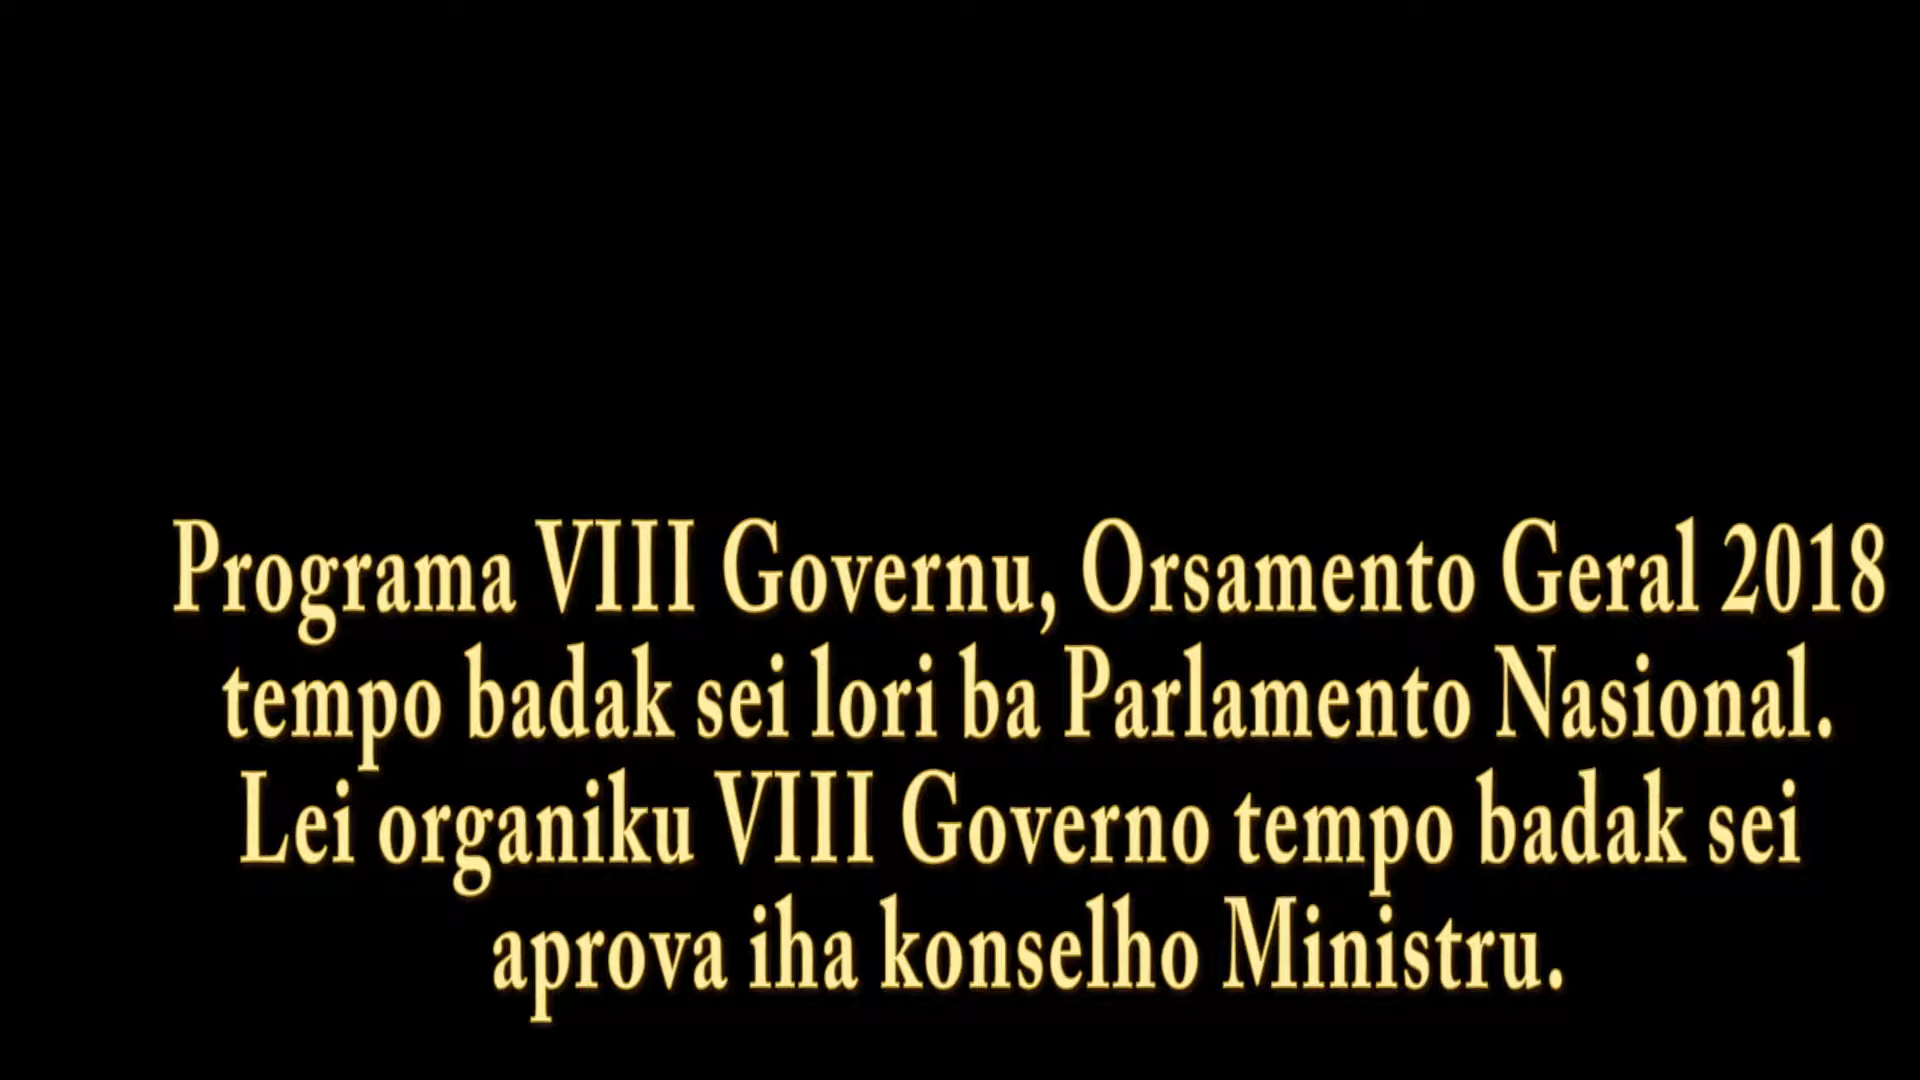 Programa VIII Governu, Orsamento Geral 2018
tempo badak sei lori ba Parlamento Nasional.
Lei organiku VIII Governo tempo badak sei
aprova iha konselho Ministru.